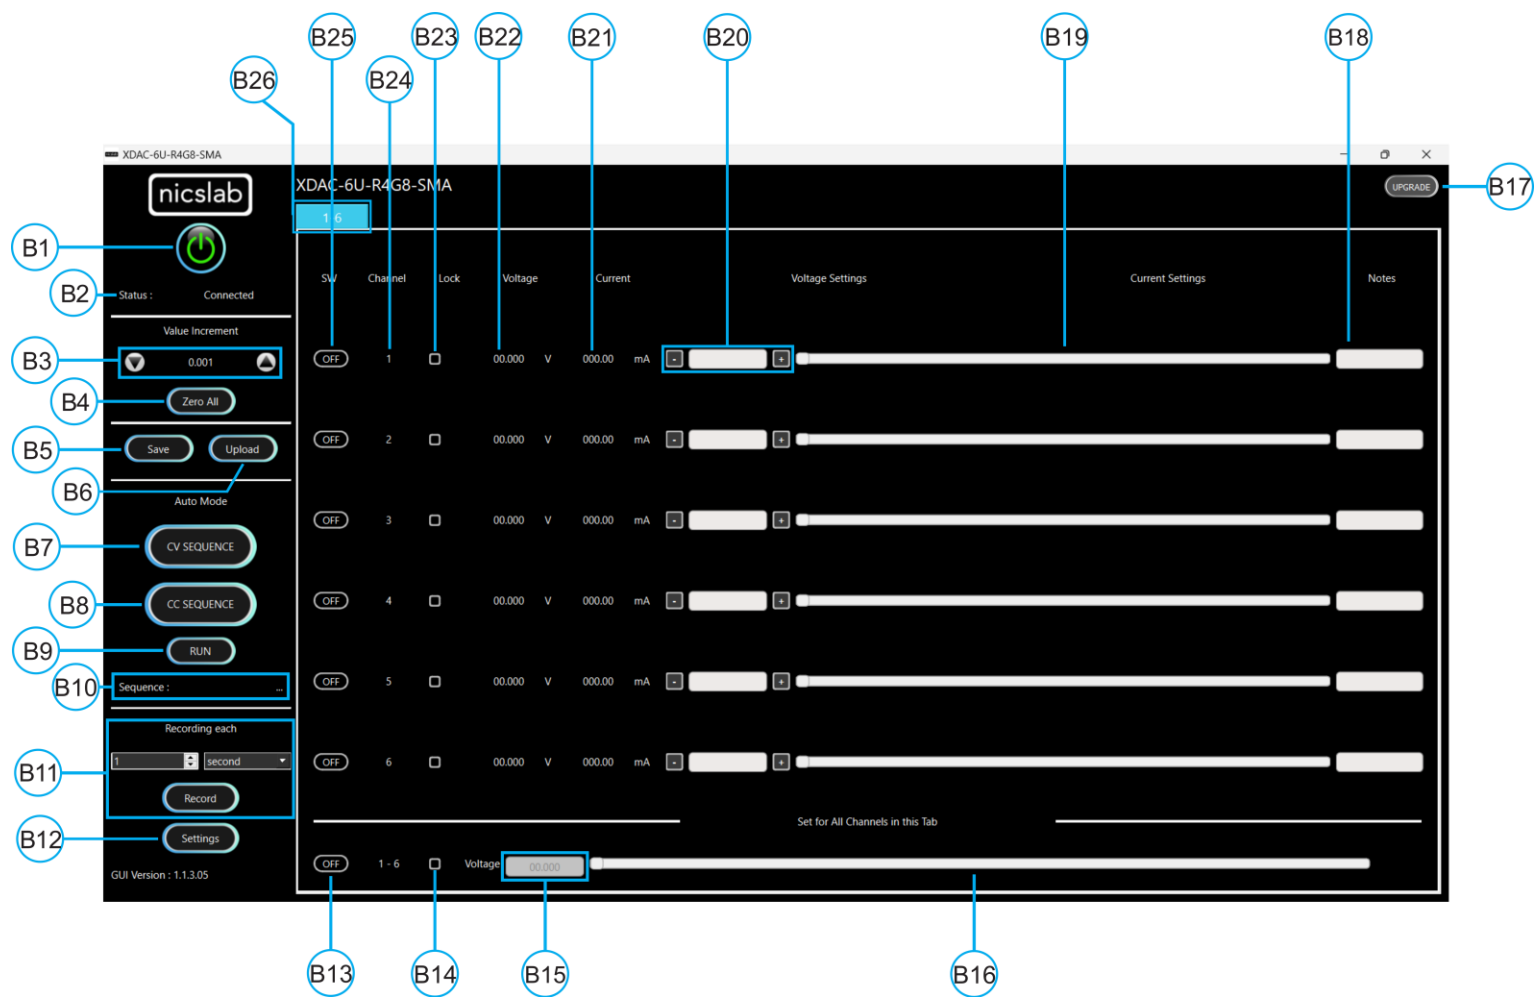 B25 B23 B22 B21 B20 B19 B18
B26 B24
XDAC-6U-R4G8-SMA
nicslab XDAC-6U-R4G8-SMA UPGRADE B17
1-6
B1
B2 Status : Connected
SW Channel Lock Voltage Current Voltage Settings Current Settings Notes
Value Increment
B3 0.001
OFF 1 00.000 V 000.00 mA - +
B4 Zero All
B5 Save Upload
OFF 2 00.000 V 000.00 mA - +
B6
Auto Mode
OFF 3 00.000 V 000.00 mA - +
B7 CV SEQUENCE
B8 CC SEQUENCE
OFF 4 00.000 V 000.00 mA - +
B9 RUN
B10 Sequence : ...
OFF 5 00.000 V 000.00 mA - +
Recording each
B11 1 second
OFF 6 00.000 V 000.00 mA - +
Record
Set for All Channels in this Tab
B12 Settings
GUI Version : 1.1.3.05
OFF 1 - 6 Voltage 00.000
B13 B14 B15 B16